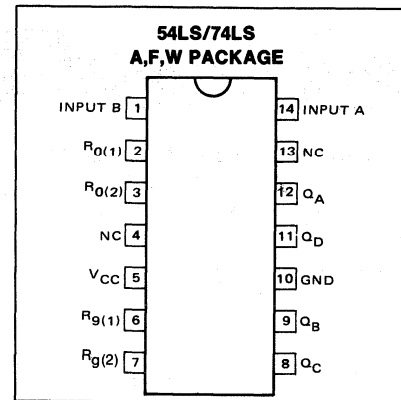 54LS/74LS
A,F,W PACKAGE
INPUT B 1
14 INPUT A
R0(1) 2
13 NC
R0(2) 3
12 QA
NC 4
11 QD
VCC 5
10 GND
R9(1) 6
9 QB
R9(2) 7
8 QC